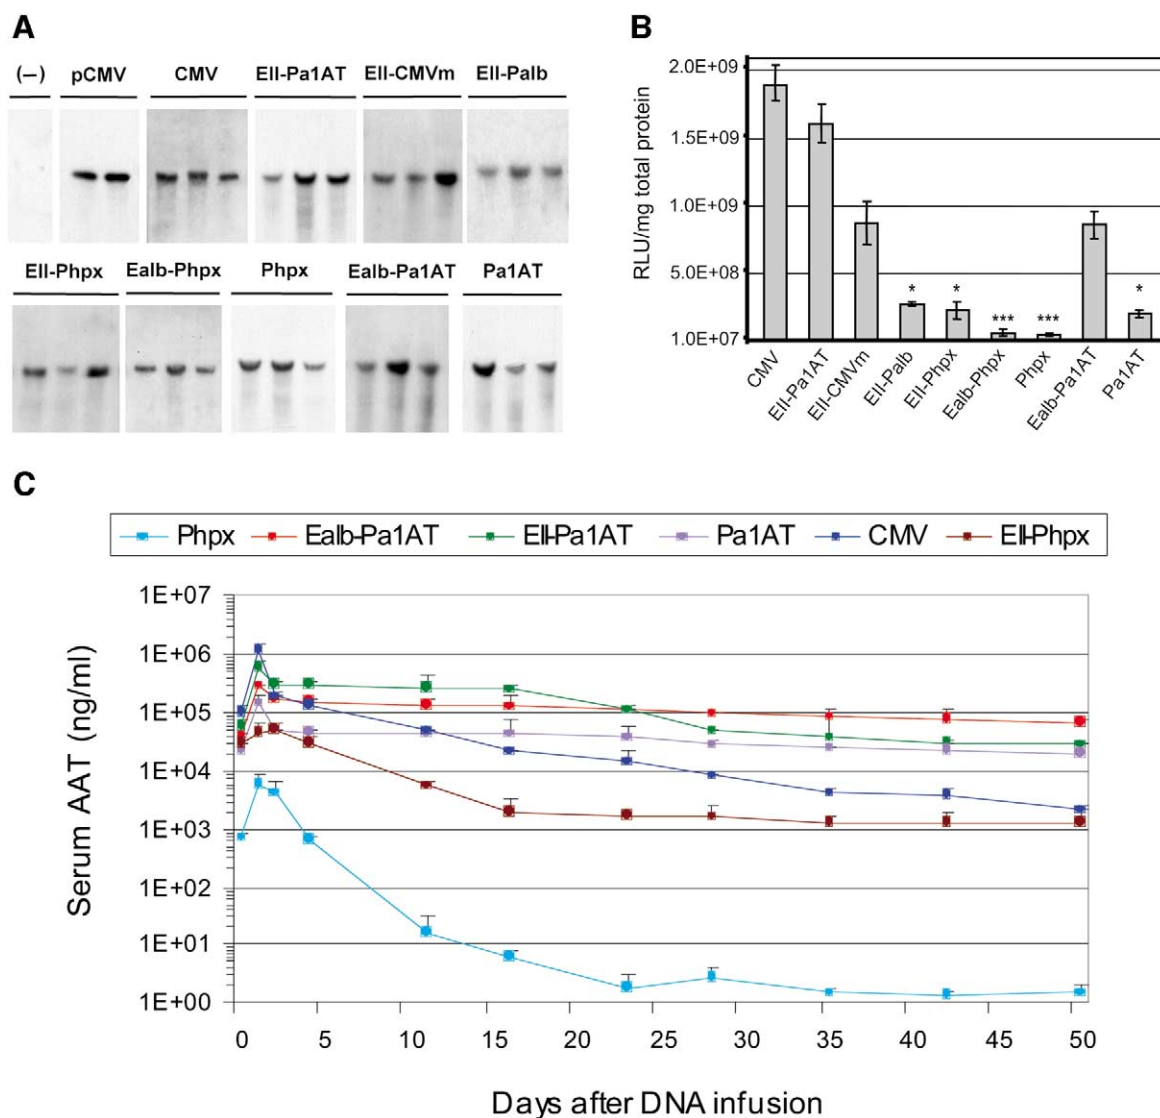 A
(–) pCMV CMV EII-Pa1AT EII-CMVm EII-Palb
EII-Phpx Ealb-Phpx Phpx Ealb-Pa1AT Pa1AT
B
RLU/mg total protein
2.0E+09
1.5E+09
1.0E+09
5.0E+08
1.0E+07
* * *** *** *
CMV
EII-Pa1AT
EII-CMVm
EII-Palb
EII-Phpx
Ealb-Phpx
Phpx
Ealb-Pa1AT
Pa1AT
C
Phpx Ealb-Pa1AT EII-Pa1AT Pa1AT CMV EII-Phpx
Serum AAT (ng/ml)
1E+07
1E+06
1E+05
1E+04
1E+03
1E+02
1E+01
1E+00
0 5 10 15 20 25 30 35 40 45 50
Days after DNA infusion